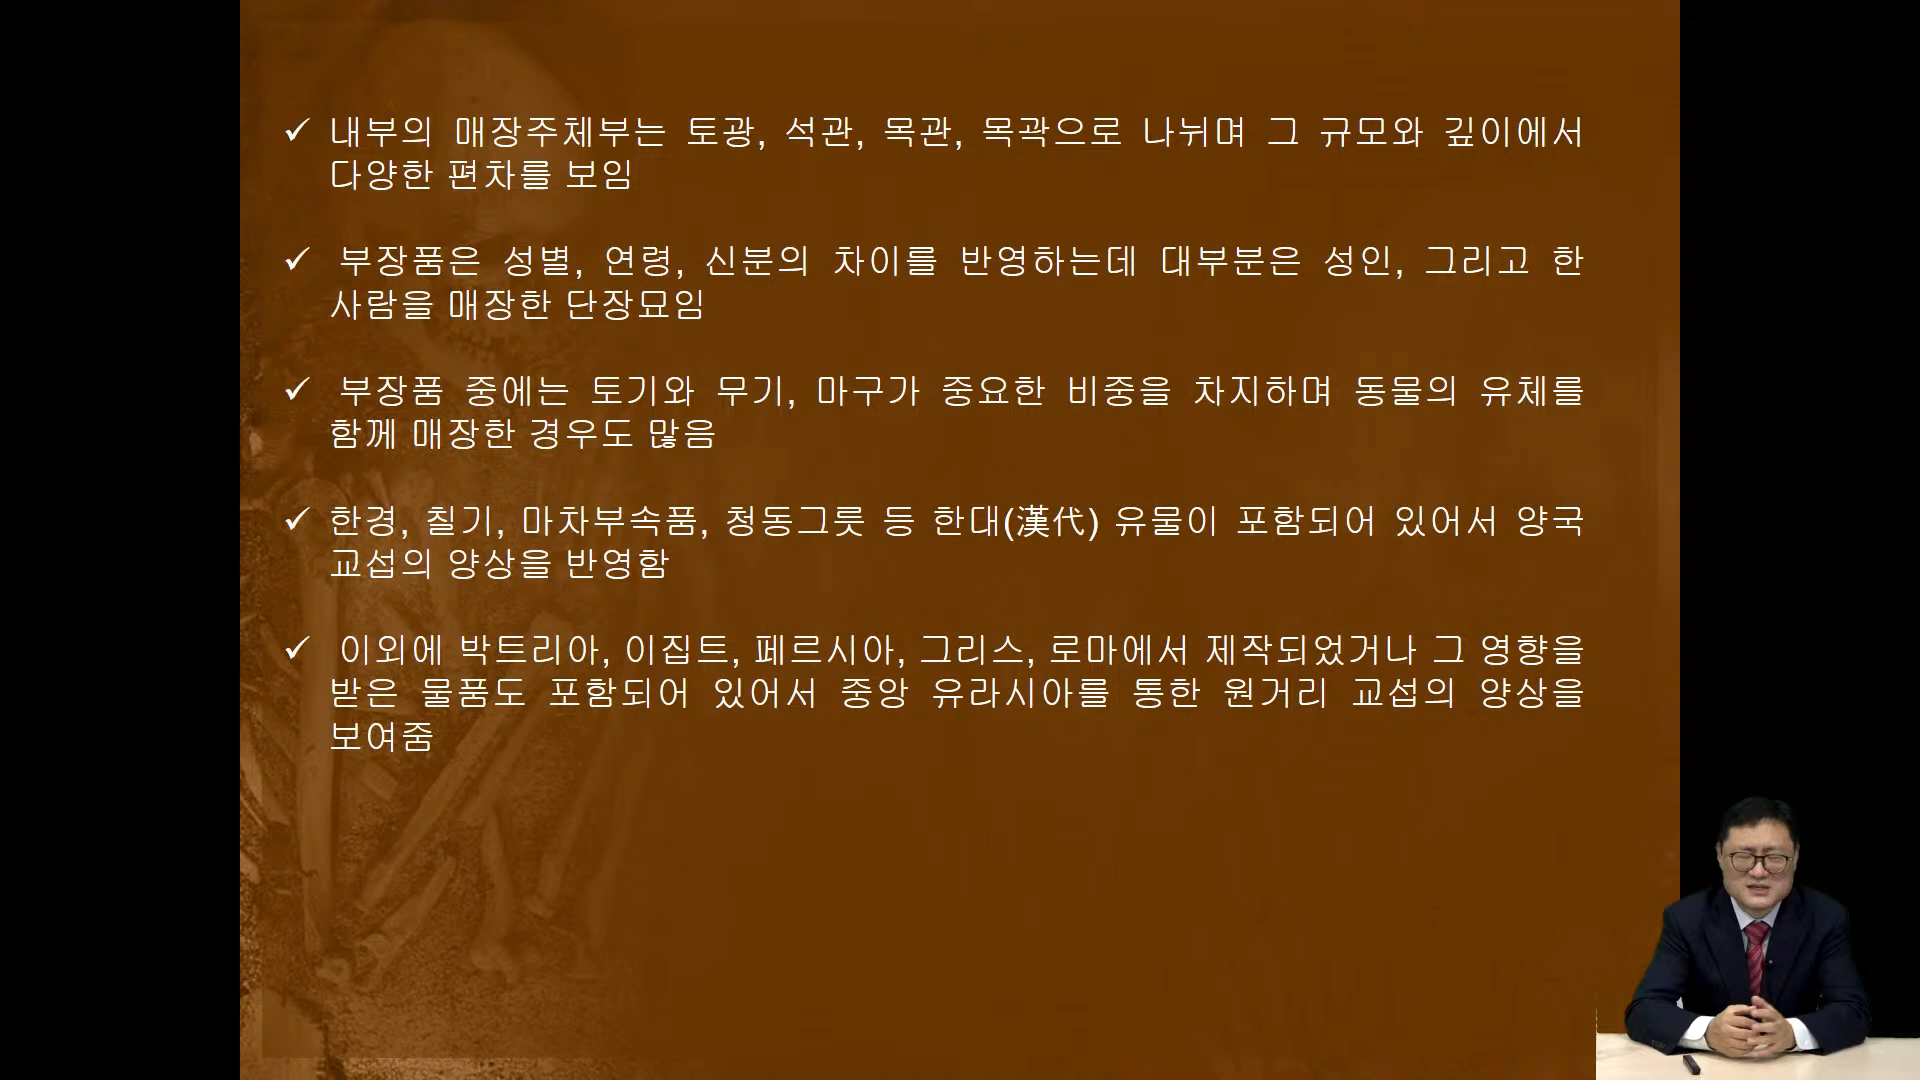 ✓ 내부의 매장주체부는 토광, 석관, 목관, 목곽으로 나뉘며 그 규모와 깊이에서
다양한 편차를 보임
✓ 부장품은 성별, 연령, 신분의 차이를 반영하는데 대부분은 성인, 그리고 한
사람을 매장한 단장묘임
✓ 부장품 중에는 토기와 무기, 마구가 중요한 비중을 차지하며 동물의 유체를
함께 매장한 경우도 많음
✓ 한경, 칠기, 마차부속품, 청동그릇 등 한대(漢代) 유물이 포함되어 있어서 양국
교섭의 양상을 반영함
✓ 이외에 박트리아, 이집트, 페르시아, 그리스, 로마에서 제작되었거나 그 영향을
받은 물품도 포함되어 있어서 중앙 유라시아를 통한 원거리 교섭의 양상을
보여줌